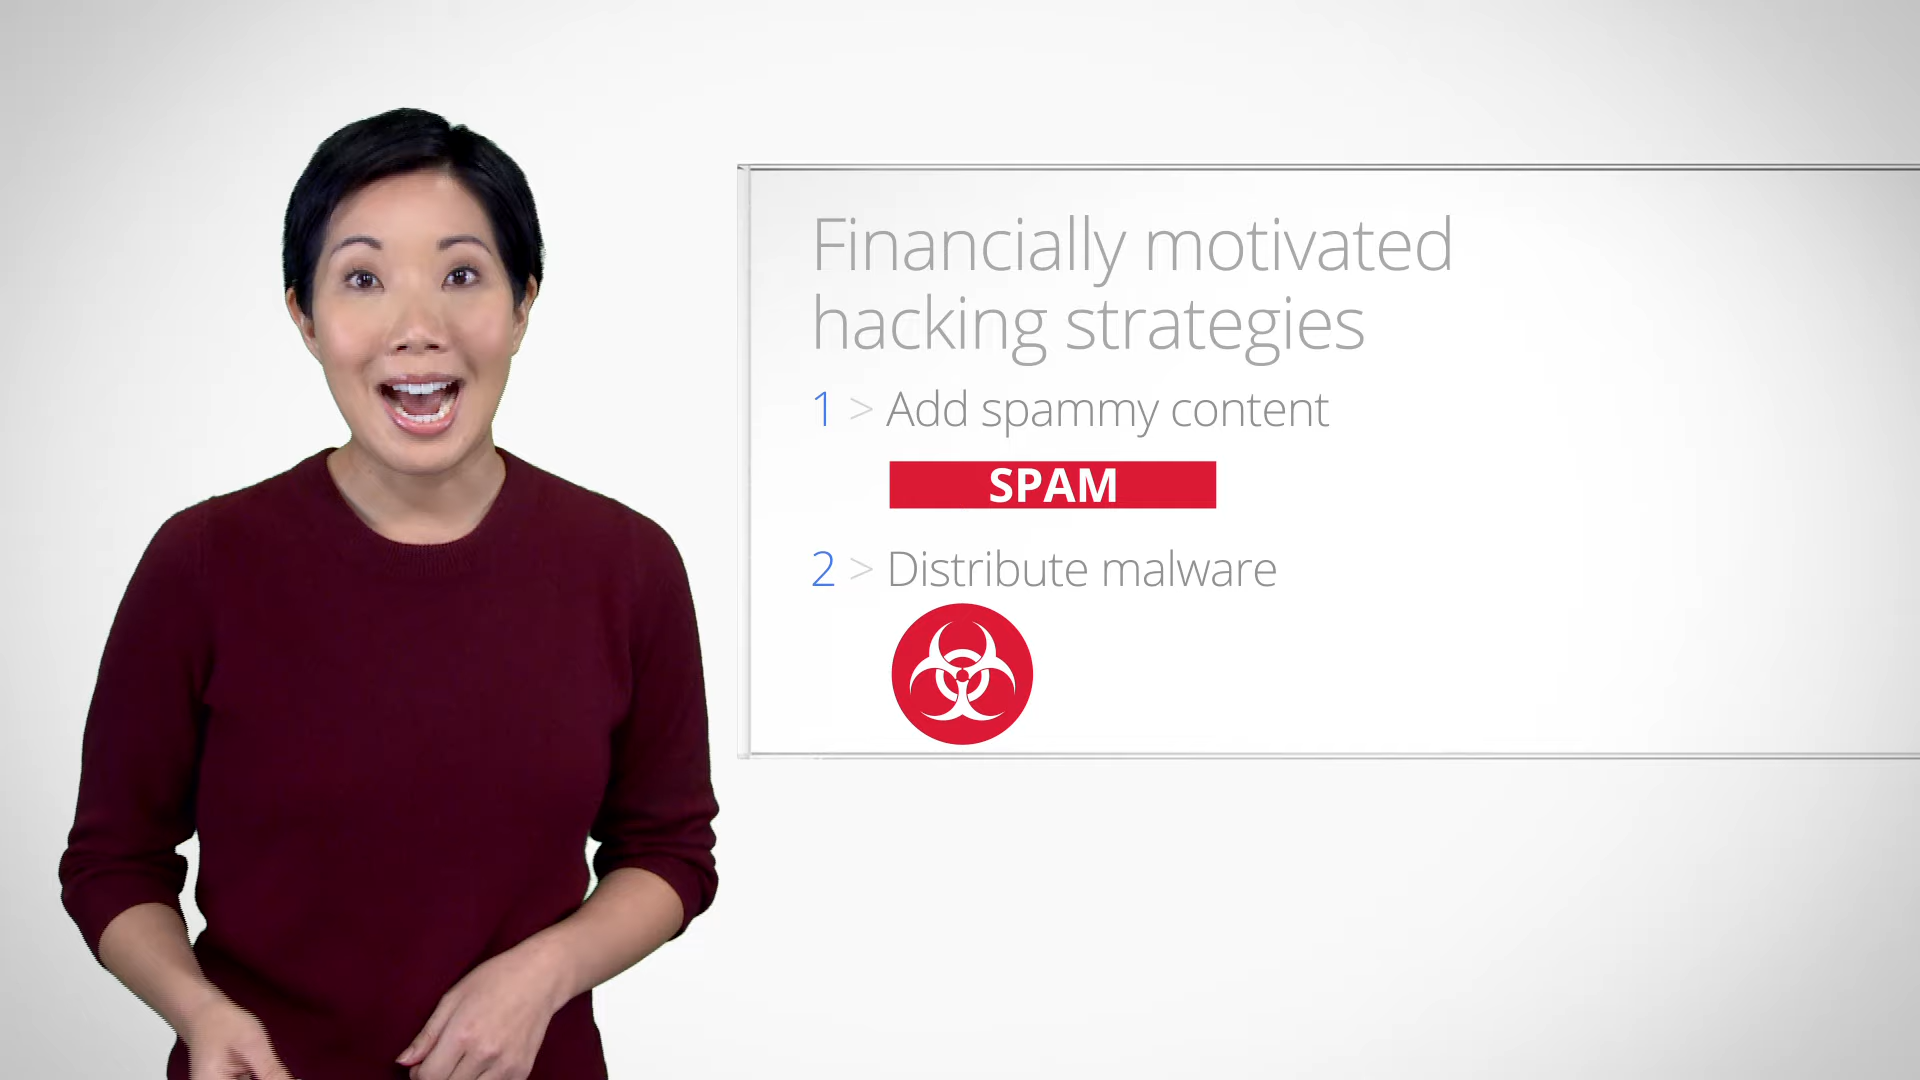 Financially motivated
hacking strategies
1 > Add spammy content
SPAM
2 > Distribute malware